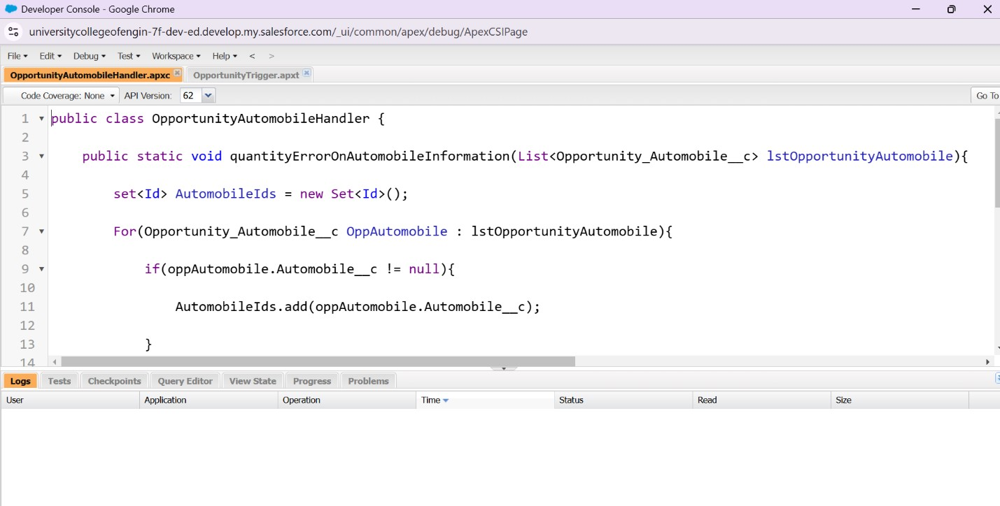 Developer Console - Google Chrome
universitycollegeofengin-7f-dev-ed.develop.my.salesforce.com/_ui/common/apex/debug/ApexCSIPage
File Edit Debug Test Workspace Help < >
OpportunityAutomobileHandler.apxc OpportunityTrigger.apxt
Code Coverage: None API Version: 62 Go To
1 public class OpportunityAutomobileHandler {
2
3 public static void quantityErrorOnAutomobileInformation(List<Opportunity_Automobile__c> lstOpportunityAutomobile){
4
5 set<Id> AutomobileIds = new Set<Id>();
6
7 For(Opportunity_Automobile__c OppAutomobile : lstOpportunityAutomobile){
8
9 if(oppAutomobile.Automobile__c != null){
10
11 AutomobileIds.add(oppAutomobile.Automobile__c);
12
13 }
14
Logs Tests Checkpoints Query Editor View State Progress Problems
User Application Operation Time Status Read Size